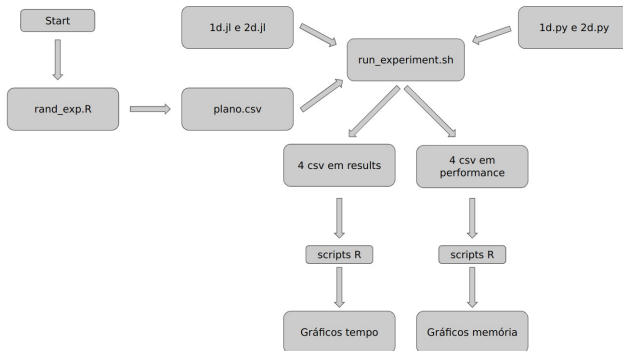 Start
1d.jl e 2d.jl
1d.py e 2d.py
run_experiment.sh
rand_exp.R
plano.csv
4 csv em results
4 csv em
performance
scripts R
scripts R
Gráficos tempo
Gráficos memória